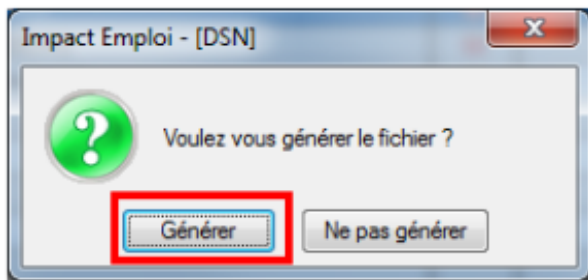 Impact Emploi - [DSN]
Voulez vous générer le fichier ?
Générer
Ne pas générer